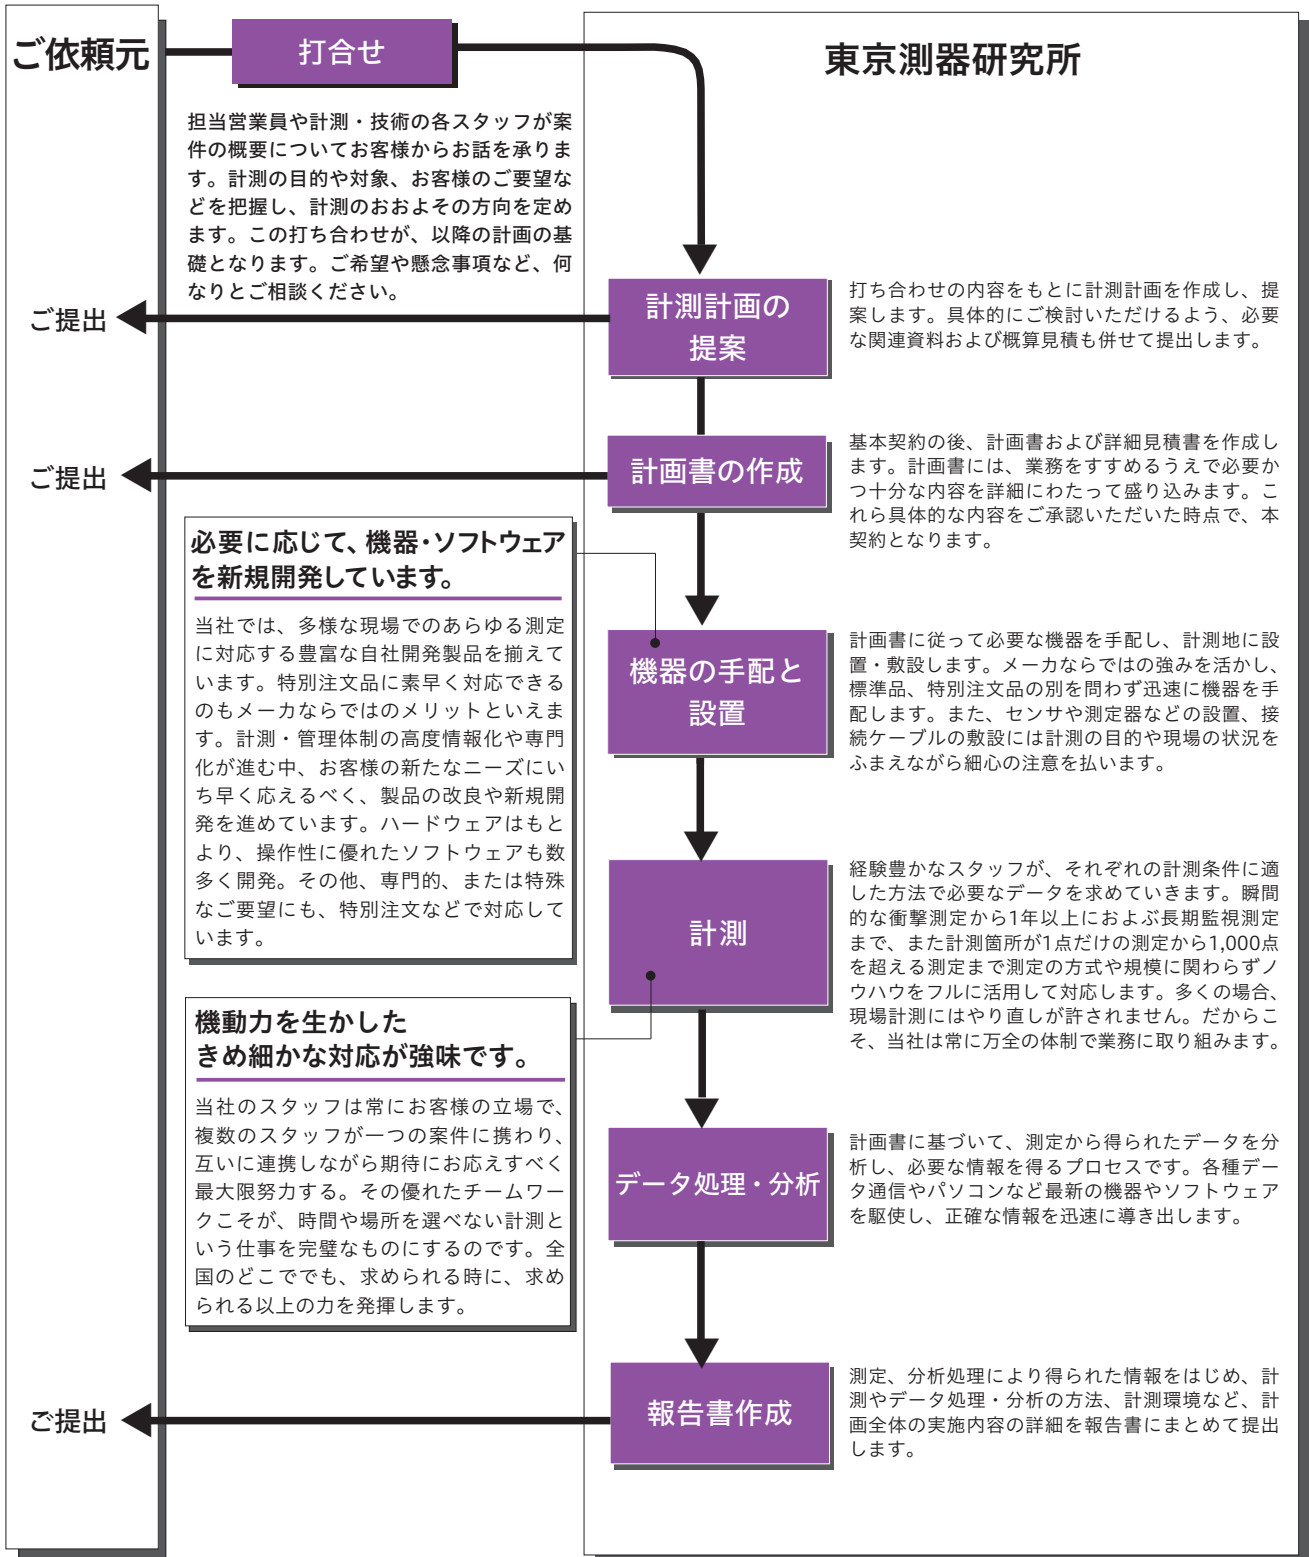 ご依頼元
打合せ
東京測器研究所
担当営業員や計測・技術の各スタッフが案
件の概要についてお客様からお話を承りま
す。計測の目的や対象、お客様のご要望な
どを把握し、計測のおおよその方向を定め
ます。この打ち合わせが、以降の計画の基
礎となります。ご希望や懸念事項など、何
なりとご相談ください。
ご提出
計測計画の
提案
打ち合わせの内容をもとに計測計画を作成し、提
案します。具体的にご検討いただけるよう、必要
な関連資料および概算見積も併せて提出します。
ご提出
計画書の作成
基本契約の後、計画書および詳細見積書を作成し
ます。計画書には、業務をすすめるうえで必要か
つ十分な内容を詳細にわたって盛り込みます。こ
れら具体的な内容をご承認いただいた時点で、本
契約となります。
必要に応じて、機器・ソフトウェア
を新規開発しています。
当社では、多様な現場でのあらゆる測定
に対応する豊富な自社開発製品を揃えて
います。特別注文品に素早く対応できる
のもメーカならではのメリットといえま
す。計測・管理体制の高度情報化や専門
化が進む中、お客様の新たなニーズにい
ち早く応えるべく、製品の改良や新規開
発を進めています。ハードウェアはもと
より、操作性に優れたソフトウェアも数
多く開発。その他、専門的、または特殊
なご要望にも、特別注文などで対応して
います。
機器の手配と
設置
計画書に従って必要な機器を手配し、計測地に設
置・敷設します。メーカならではの強みを活かし、
標準品、特別注文品の別を問わず迅速に機器を手
配します。また、センサや測定器などの設置、接
続ケーブルの敷設には計測の目的や現場の状況を
ふまえながら細心の注意を払います。
計測
経験豊かなスタッフが、それぞれの計測条件に適
した方法で必要なデータを求めていきます。瞬間
的な衝撃測定から1年以上におよぶ長期監視測定
まで、また計測箇所が1点だけの測定から1,000点
を超える測定まで測定の方式や規模に関わらずノ
ウハウをフルに活用して対応します。多くの場合、
現場計測にはやり直しが許されません。だからこ
そ、当社は常に万全の体制で業務に取り組みます。
機動力を生かした
きめ細かな対応が強味です。
当社のスタッフは常にお客様の立場で、
複数のスタッフが一つの案件に携わり、
互いに連携しながら期待にお応えすべく
最大限努力する。その優れたチームワー
クこそが、時間や場所を選べない計測と
いう仕事を完璧なものにするのです。全
国のどこででも、求められる時に、求め
られる以上の力を発揮します。
データ処理・分析
計画書に基づいて、測定から得られたデータを分
析し、必要な情報を得るプロセスです。各種デー
タ通信やパソコンなど最新の機器やソフトウェア
を駆使し、正確な情報を迅速に導き出します。
ご提出
報告書作成
測定、分析処理により得られた情報をはじめ、計
測やデータ処理・分析の方法、計測環境など、計
画全体の実施内容の詳細を報告書にまとめて提出
します。